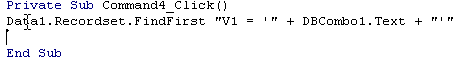 Private Sub Command4_Click()
Data1.Recordset.FindFirst "V1 = '" + DBCombo1.Text + "'"
End Sub